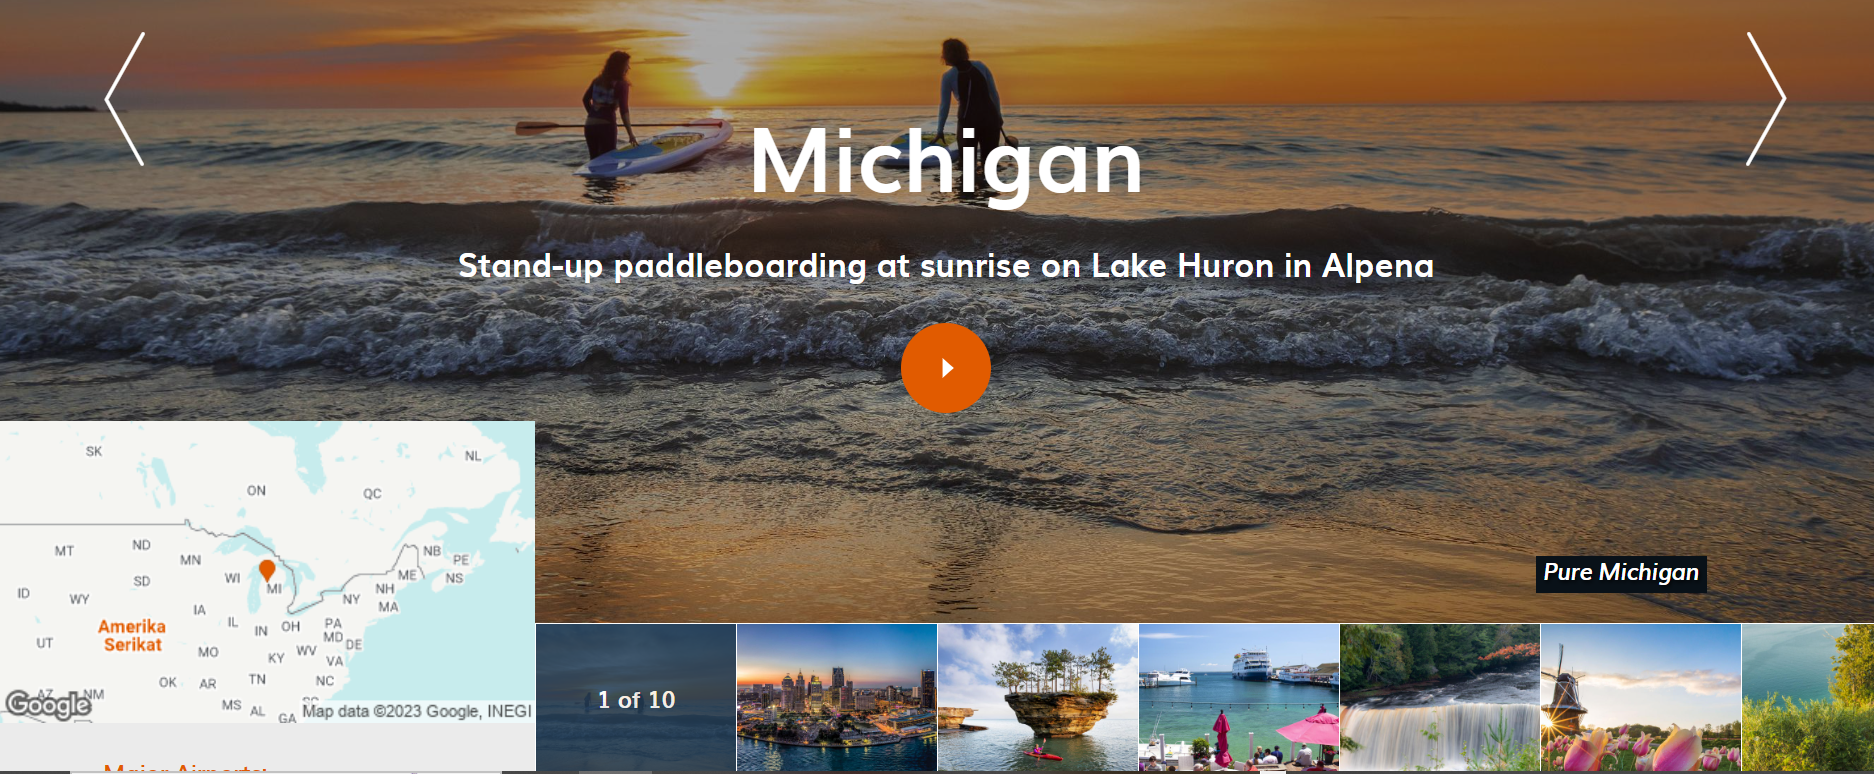 Michigan
Stand-up paddleboarding at sunrise on Lake Huron in Alpena
Pure Michigan
SK
NL
ON
QC
MT
ND
MN
NB
PE
ID
WY
SD
WI
MI
ME
NS
NH
NY
MA
IA
IL
IN
OH
PA
MD
DE
Amerika
Serikat
UT
MO
KY
WV
VA
OK
AR
TN
NC
AZ
NM
MS
AL
GA
SC
Google
Map data ©2023 Google, INEGI
1 of 10
Major Airports: